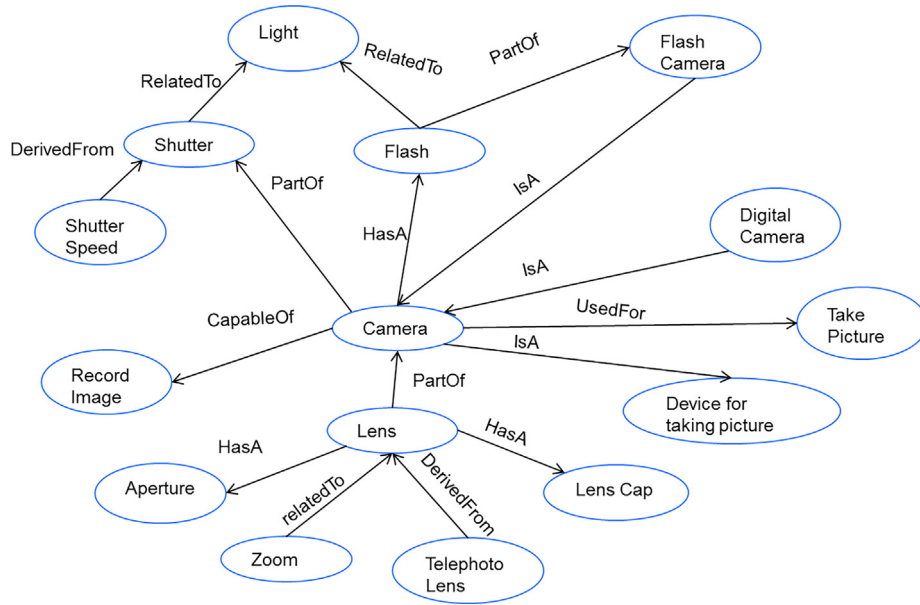 Light
PartOf
Flash
Camera
RelatedTo
RelatedTo
DerivedFrom
Shutter
Flash
PartOf
IsA
Shutter
Speed
HasA
Digital
Camera
IsA
CapableOf
UsedFor
Camera
Take
Picture
IsA
Record
Image
PartOf
Device for
taking picture
Lens
HasA
HasA
Aperture
relatedTo
DerivedFrom
Lens Cap
Zoom
Telephoto
Lens